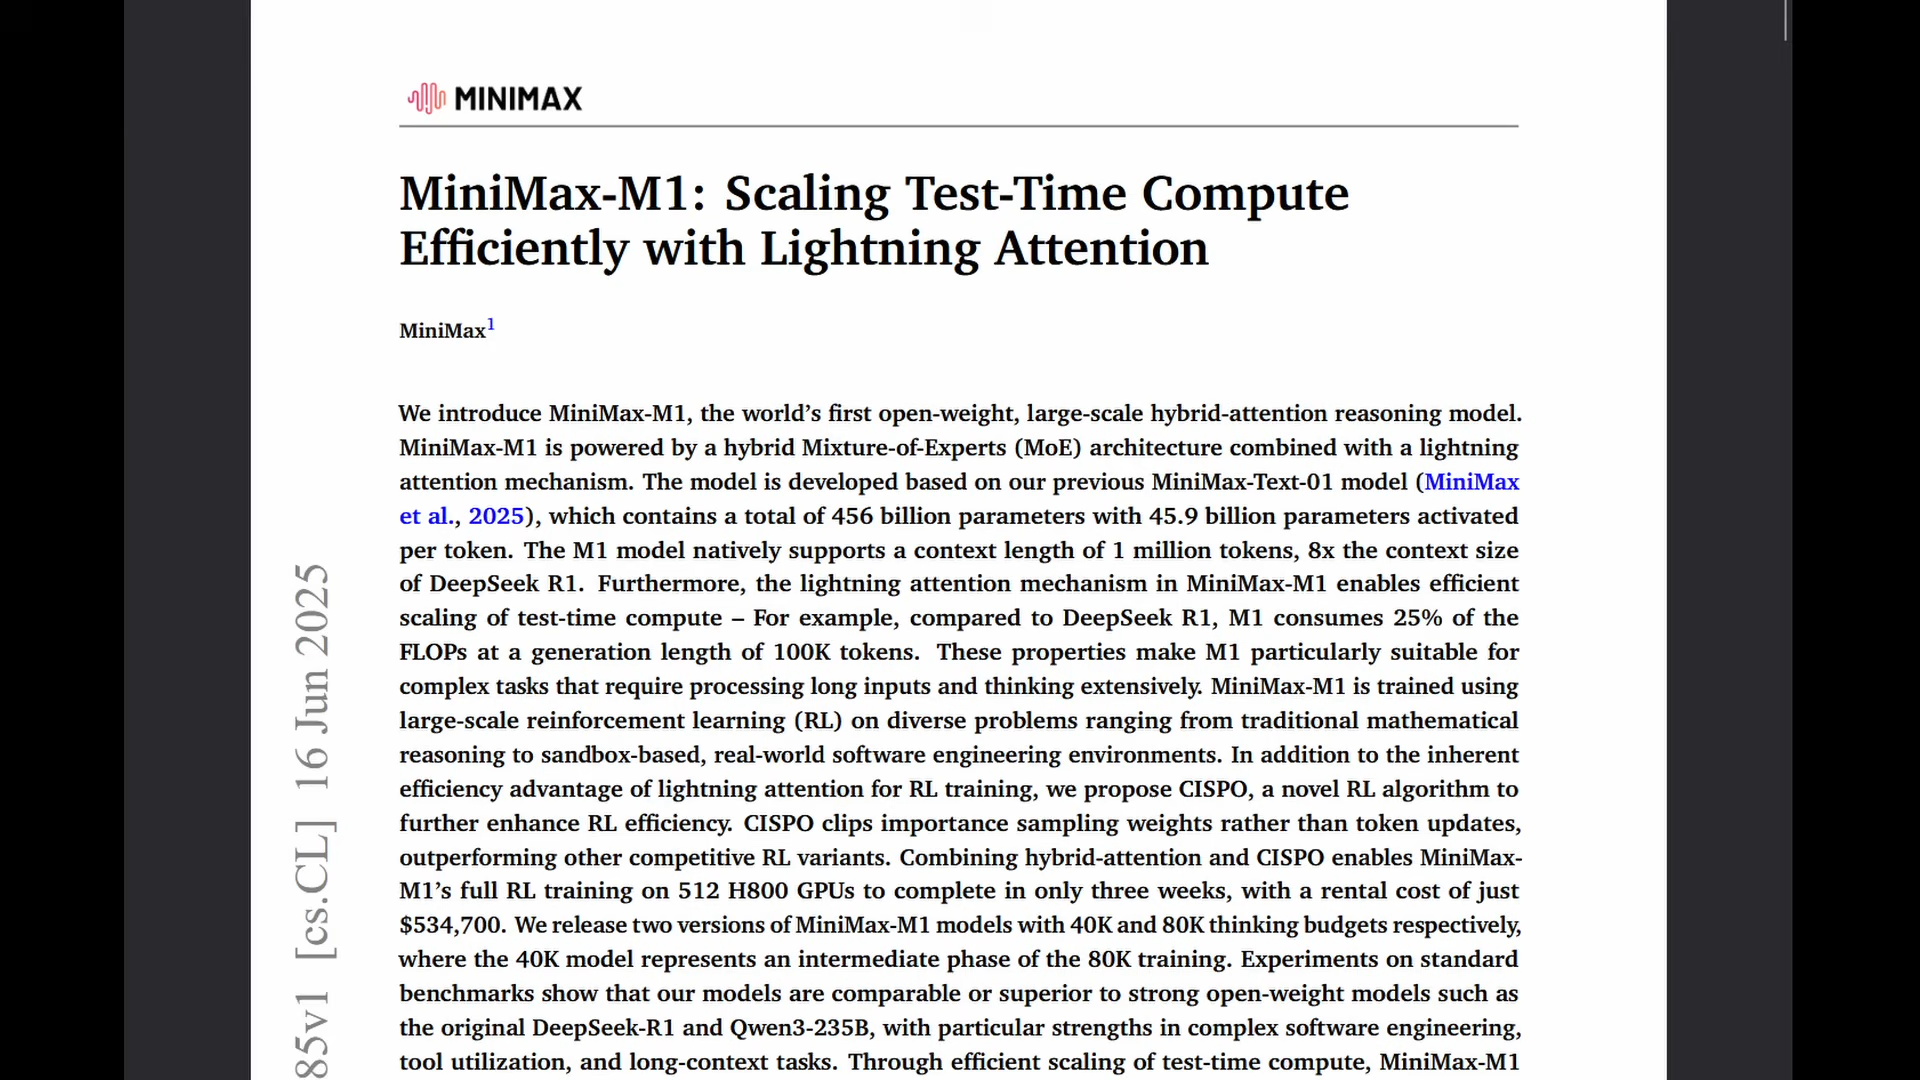 MINIMAX
MiniMax-M1: Scaling Test-Time Compute
Efficiently with Lightning Attention
MiniMax1
We introduce MiniMax-M1, the world's first open-weight, large-scale hybrid-attention reasoning model.
MiniMax-M1 is powered by a hybrid Mixture-of-Experts (MoE) architecture combined with a lightning
attention mechanism. The model is developed based on our previous MiniMax-Text-01 model (MiniMax
et al., 2025), which contains a total of 456 billion parameters with 45.9 billion parameters activated
per token. The M1 model natively supports a context length of 1 million tokens, 8x the context size
of DeepSeek R1. Furthermore, the lightning attention mechanism in MiniMax-M1 enables efficient
scaling of test-time compute – For example, compared to DeepSeek R1, M1 consumes 25% of the
FLOPs at a generation length of 100K tokens. These properties make M1 particularly suitable for
complex tasks that require processing long inputs and thinking extensively. MiniMax-M1 is trained using
large-scale reinforcement learning (RL) on diverse problems ranging from traditional mathematical
reasoning to sandbox-based, real-world software engineering environments. In addition to the inherent
efficiency advantage of lightning attention for RL training, we propose CISPO, a novel RL algorithm to
further enhance RL efficiency. CISPO clips importance sampling weights rather than token updates,
outperforming other competitive RL variants. Combining hybrid-attention and CISPO enables MiniMax-
M1's full RL training on 512 H800 GPUs to complete in only three weeks, with a rental cost of just
$534,700. We release two versions of MiniMax-M1 models with 40K and 80K thinking budgets respectively,
where the 40K model represents an intermediate phase of the 80K training. Experiments on standard
benchmarks show that our models are comparable or superior to strong open-weight models such as
the original DeepSeek-R1 and Qwen3-235B, with particular strengths in complex software engineering,
tool utilization, and long-context tasks. Through efficient scaling of test-time compute, MiniMax-M1
85v1 [cs.CL] 16 Jun 2025